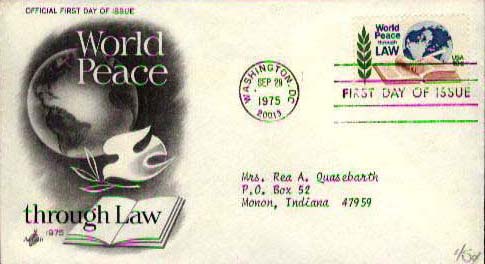 OFFICIAL FIRST DAY OF ISSUE
World
Peace
through Law
1975
WASHINGTON, DC
SEP 29
1975
20013
World
Peace
through
LAW
FIRST DAY OF ISSUE
Mrs. Rea A. Quasebarth
P.O. Box 52
Monon, Indiana 47959